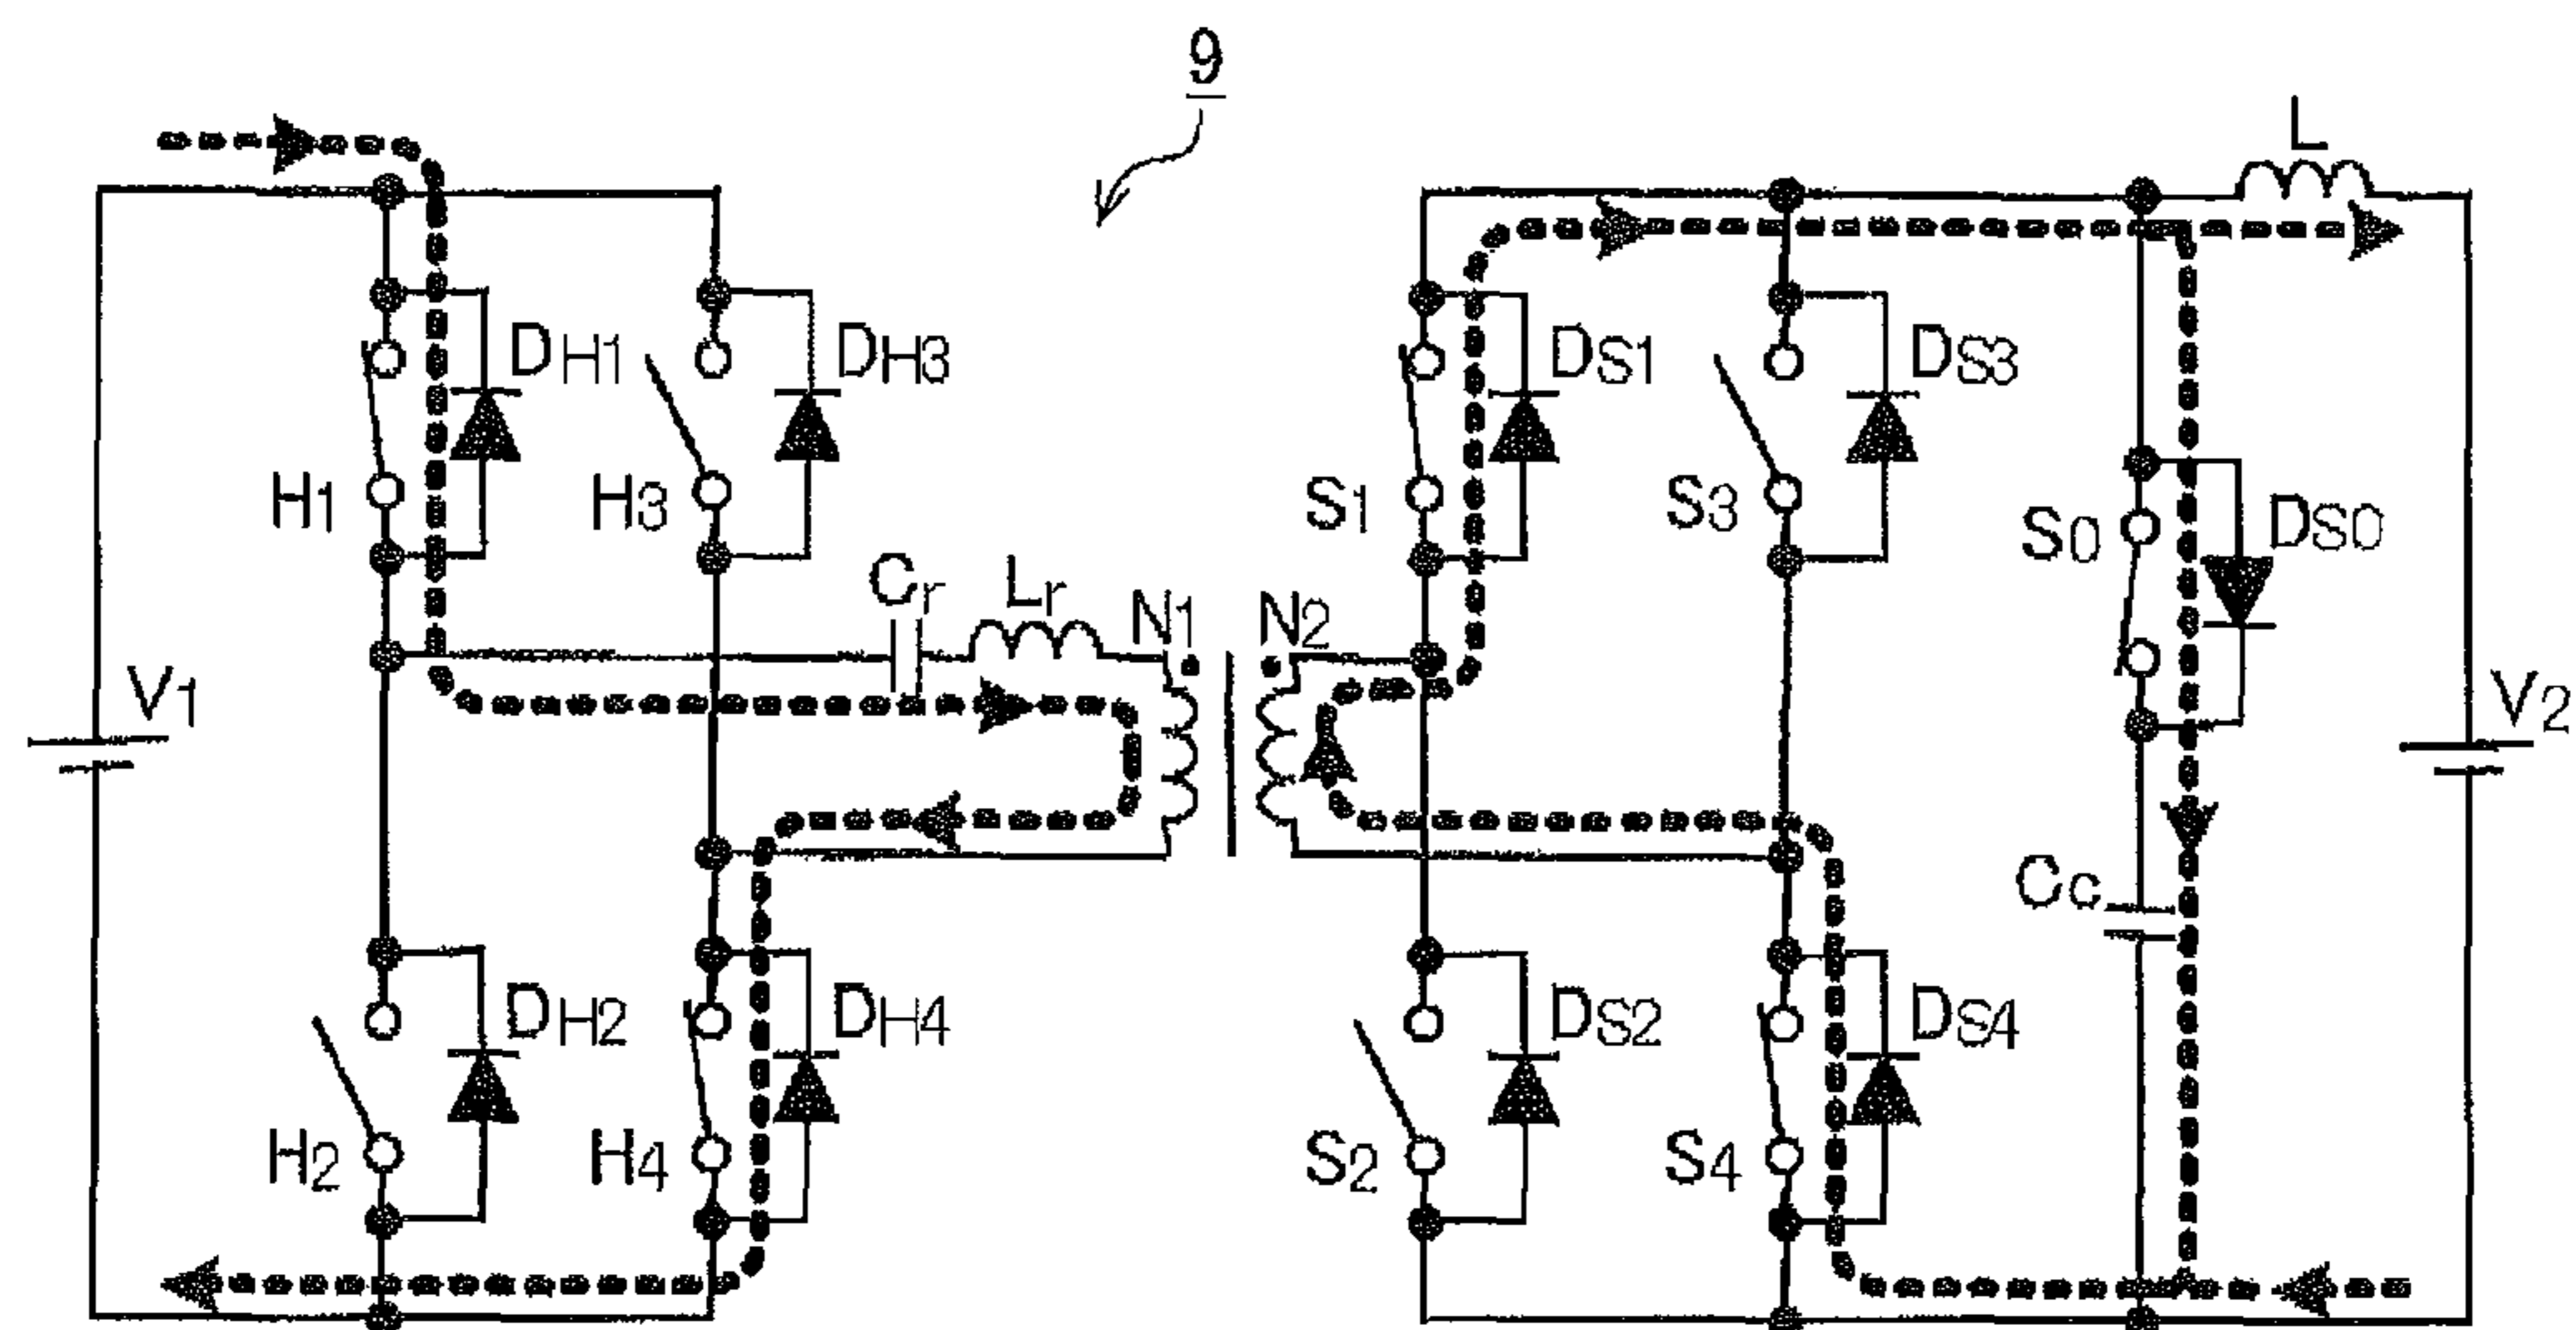 9
L
DH1
DH3
DS1
DS3
H1
H3
S1
S3
S0
DS0
Cr
Lr
N1
N2
V1
V2
Cc
DH2
DH4
DS2
DS4
H2
H4
S2
S4